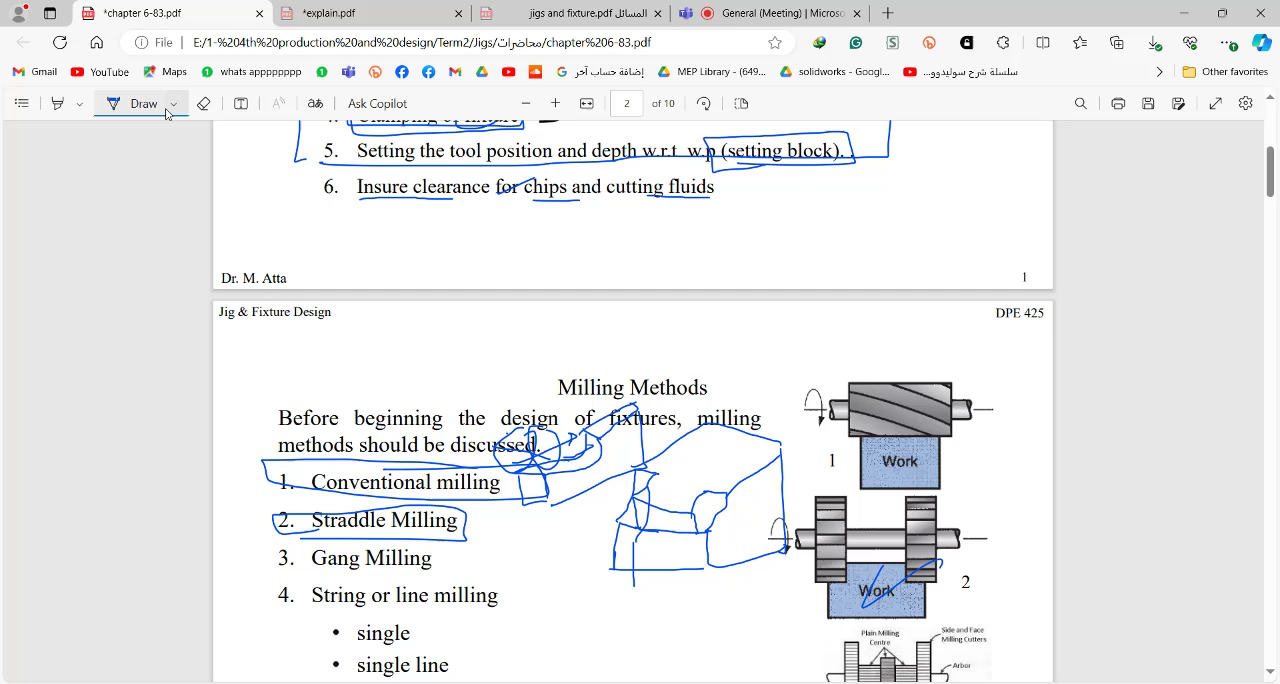 *chapter 6-83.pdf
*explain.pdf
jigs and fixture.pdf المسائل
General (Meeting) | Microso
File
E:/1-%204th%20production%20and%20design/Term2/Jigs/محاضرات/chapter%206-83.pdf
Gmail
YouTube
Maps
whats apppppppp
إضافة حساب آخر
MEP Library - (649...
solidworks - Googl...
سلسلة شرح سوليدوو...
Other favorites
Draw
Ask Copilot
2 of 10
4. Clamping of fixture
5. Setting the tool position and depth w.r.t w.p (setting block).
6. Insure clearance for chips and cutting fluids
Dr. M. Atta
1
Jig & Fixture Design
DPE 425
Milling Methods
Before beginning the design of fixtures, milling
methods should be discussed.
1. Conventional milling
2. Straddle Milling
3. Gang Milling
4. String or line milling
• single
• single line
1
Work
Work
2
Plain Milling
Centre
Side and Face
Milling Cutters
Arbor